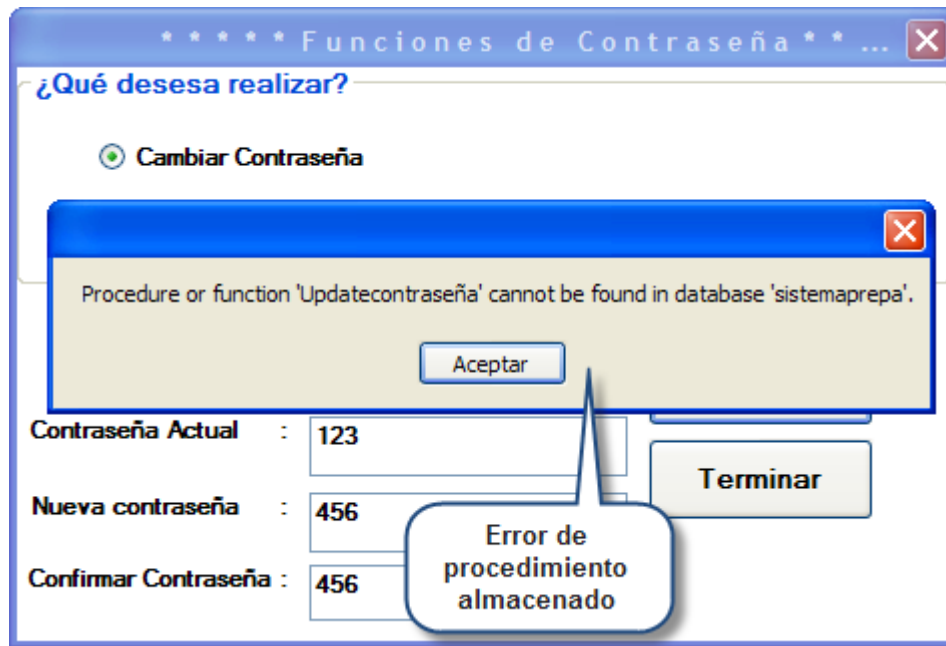 * * * * * Funciones de Contraseña * * ...
¿Qué desesa realizar?
Cambiar Contraseña
Procedure or function 'Updatecontraseña' cannot be found in database 'sistemaprepa'.
Aceptar
Contraseña Actual : 123
Terminar
Nueva contraseña : 456
Confirmar Contraseña : 456
Error de
procedimiento
almacenado